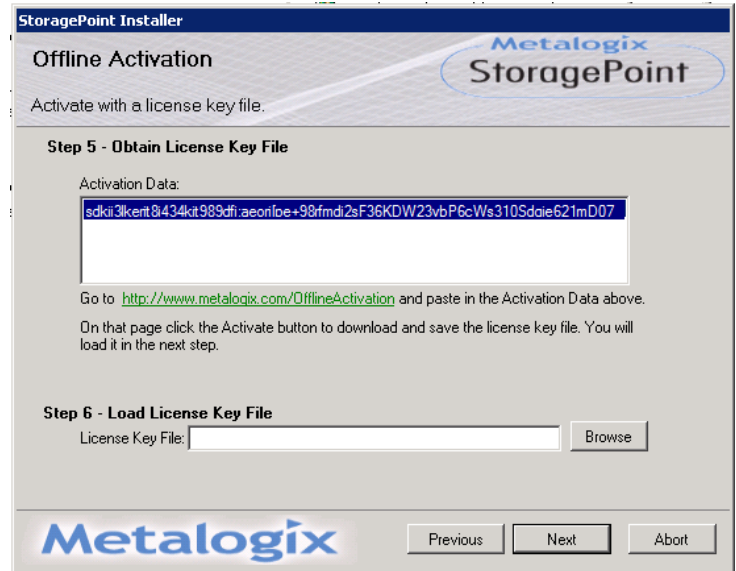 StoragePoint Installer
Offline Activation
Metalogix
StoragePoint
Activate with a license key file.
Step 5 - Obtain License Key File
Activation Data:
Go to http://www.metalogix.com/OfflineActivation and paste in the Activation Data above.
On that page click the Activate button to download and save the license key file. You will
load it in the next step.
Step 6 - Load License Key File
License Key File:
Browse
Metalogix
Previous
Next
Abort